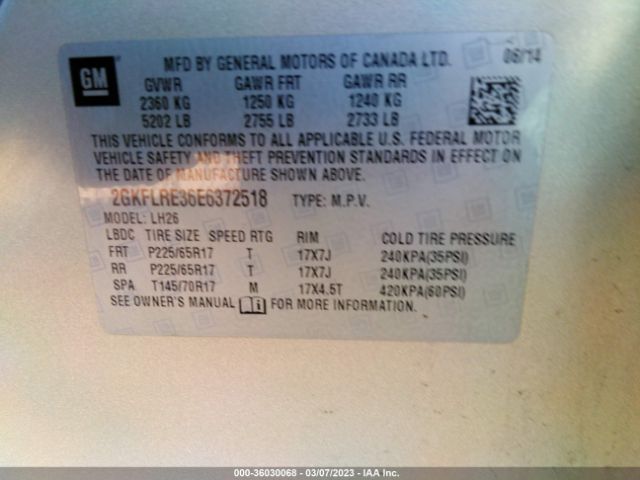 GM
MFD BY GENERAL MOTORS OF CANADA LTD. 06/14
GVWR GAWR FRT GAWR RR
2360 KG 1250 KG 1240 KG
5202 LB 2755 LB 2733 LB
THIS VEHICLE CONFORMS TO ALL APPLICABLE U.S. FEDERAL MOTOR
VEHICLE SAFETY AND THEFT PREVENTION STANDARDS IN EFFECT ON THE
DATE OF MANUFACTURE SHOWN ABOVE.
2GKFLRE36E6372518 TYPE: M.P.V.
MODEL: LH26
LBDC TIRE SIZE SPEED RTG RIM COLD TIRE PRESSURE
FRT P225/65R17 T 17X7J 240KPA(35PSI)
RR P225/65R17 T 17X7J 240KPA(35PSI)
SPA T145/70R17 M 17X4.5T 420KPA(60PSI)
SEE OWNER'S MANUAL FOR MORE INFORMATION.
000-36030068 - 03/07/2023 - IAA Inc.